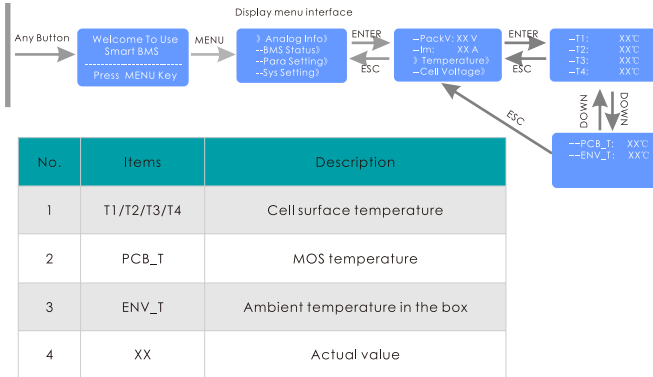 Display menu interface
Any Button
Welcome To Use
Smart BMS
Press MENU Key
MENU
》Analog Info》
--BMS Status》
--Para Setting》
--Sys Setting》
ENTER
ESC
—PackV: XX V
—Im: XX A
》Temperature》
—Cell Voltage》
ENTER
ESC
—T1: XX℃
—T2: XX℃
—T3: XX℃
—T4: XX℃
DOWN
DOWN
ESC
--PCB_T: XX℃
--ENV_T: XX℃
No. Items Description
1 T1/T2/T3/T4 Cell surface temperature
2 PCB_T MOS temperature
3 ENV_T Ambient temperature in the box
4 XX Actual value